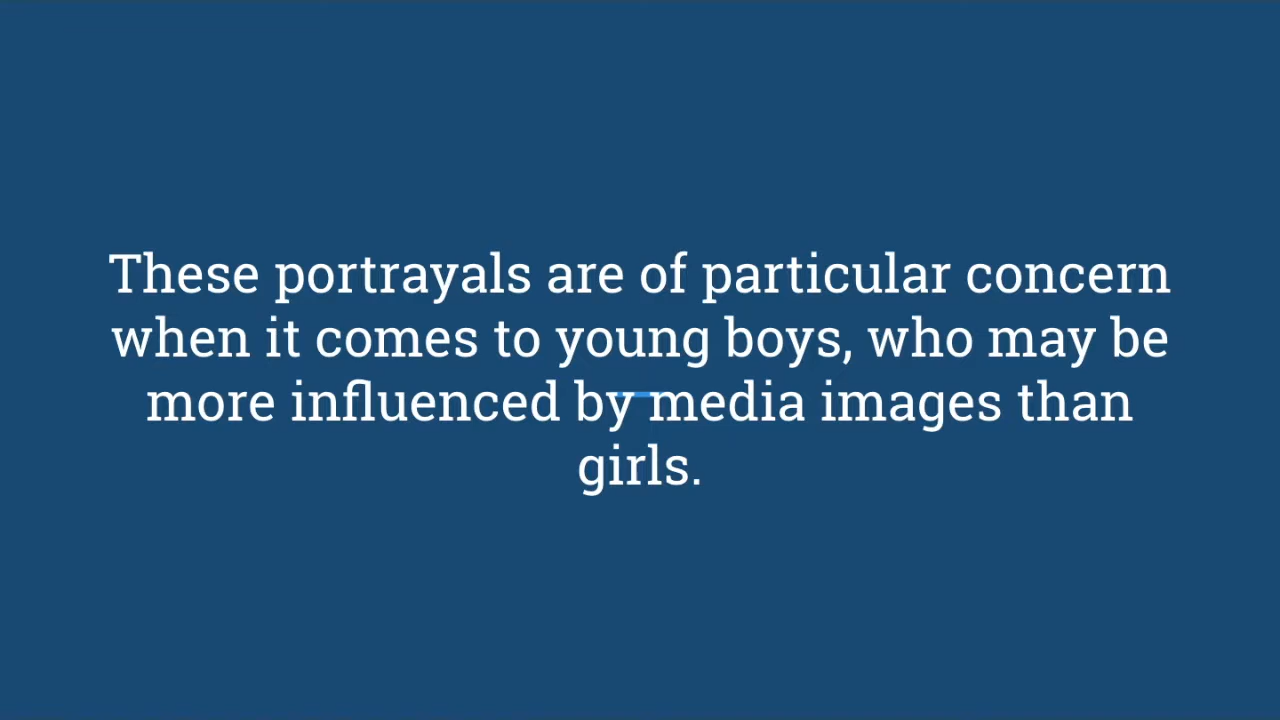 These portrayals are of particular concern
when it comes to young boys, who may be
more influenced by media images than
girls.